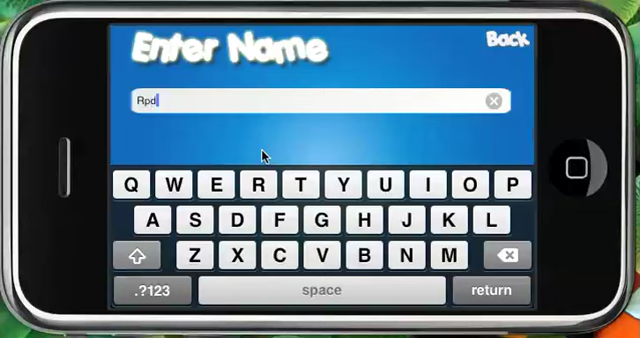 Enter Name
Back
Rpd
Q W E R T Y U I O P
A S D F G H J K L
Z X C V B N M
.?123 space return